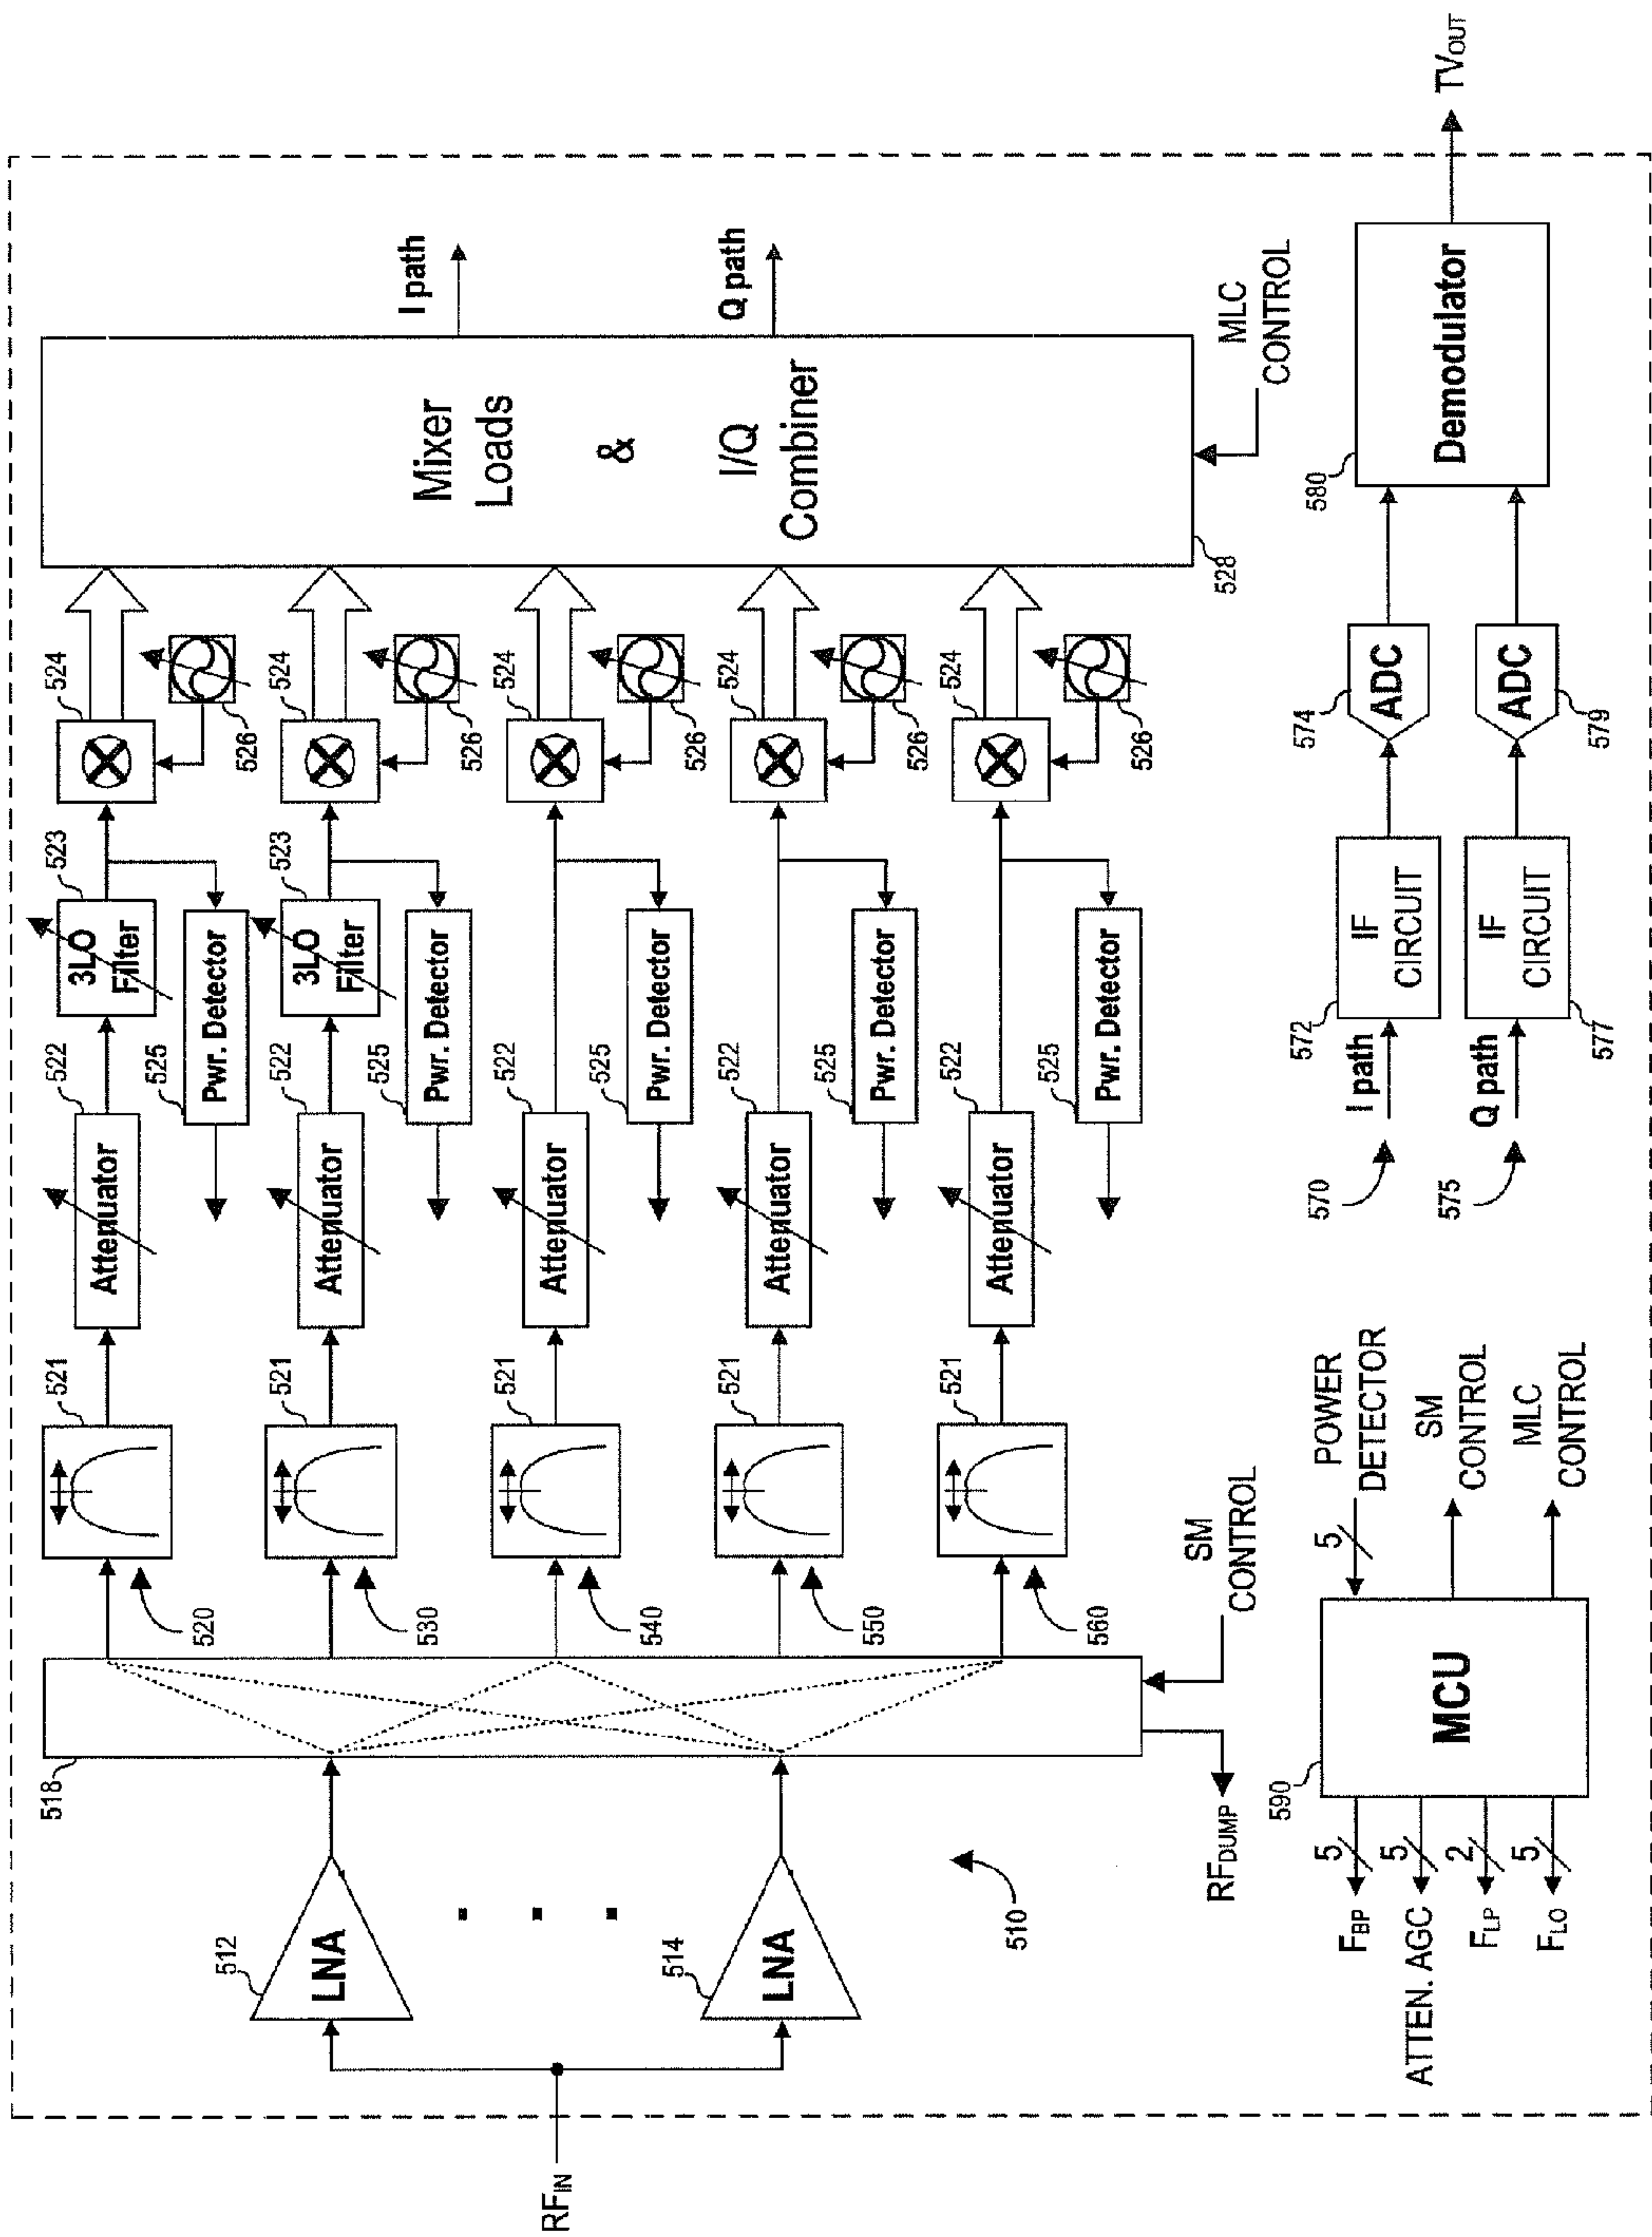 RFIN
510
512
LNA
514
LNA
518
RFDUMP
SM
CONTROL
520
521
522
Attenuator
523
3LO
Filter
524
525
Pwr. Detector
526
530
521
522
Attenuator
523
3LO
Filter
524
525
Pwr. Detector
526
540
521
522
Attenuator
524
525
Pwr. Detector
526
550
521
522
Attenuator
524
525
Pwr. Detector
526
560
521
522
Attenuator
524
525
Pwr. Detector
526
Mixer
Loads
&
I/Q
Combiner
528
I path
Q path
MLC
CONTROL
590
MCU
5
FBP
5
ATTEN. AGC
2
FLP
5
FLO
5
POWER
DETECTOR
SM
CONTROL
MLC
CONTROL
570
I path
572
IF
CIRCUIT
574
ADC
575
Q path
577
IF
CIRCUIT
579
ADC
580
Demodulator
TVOUT